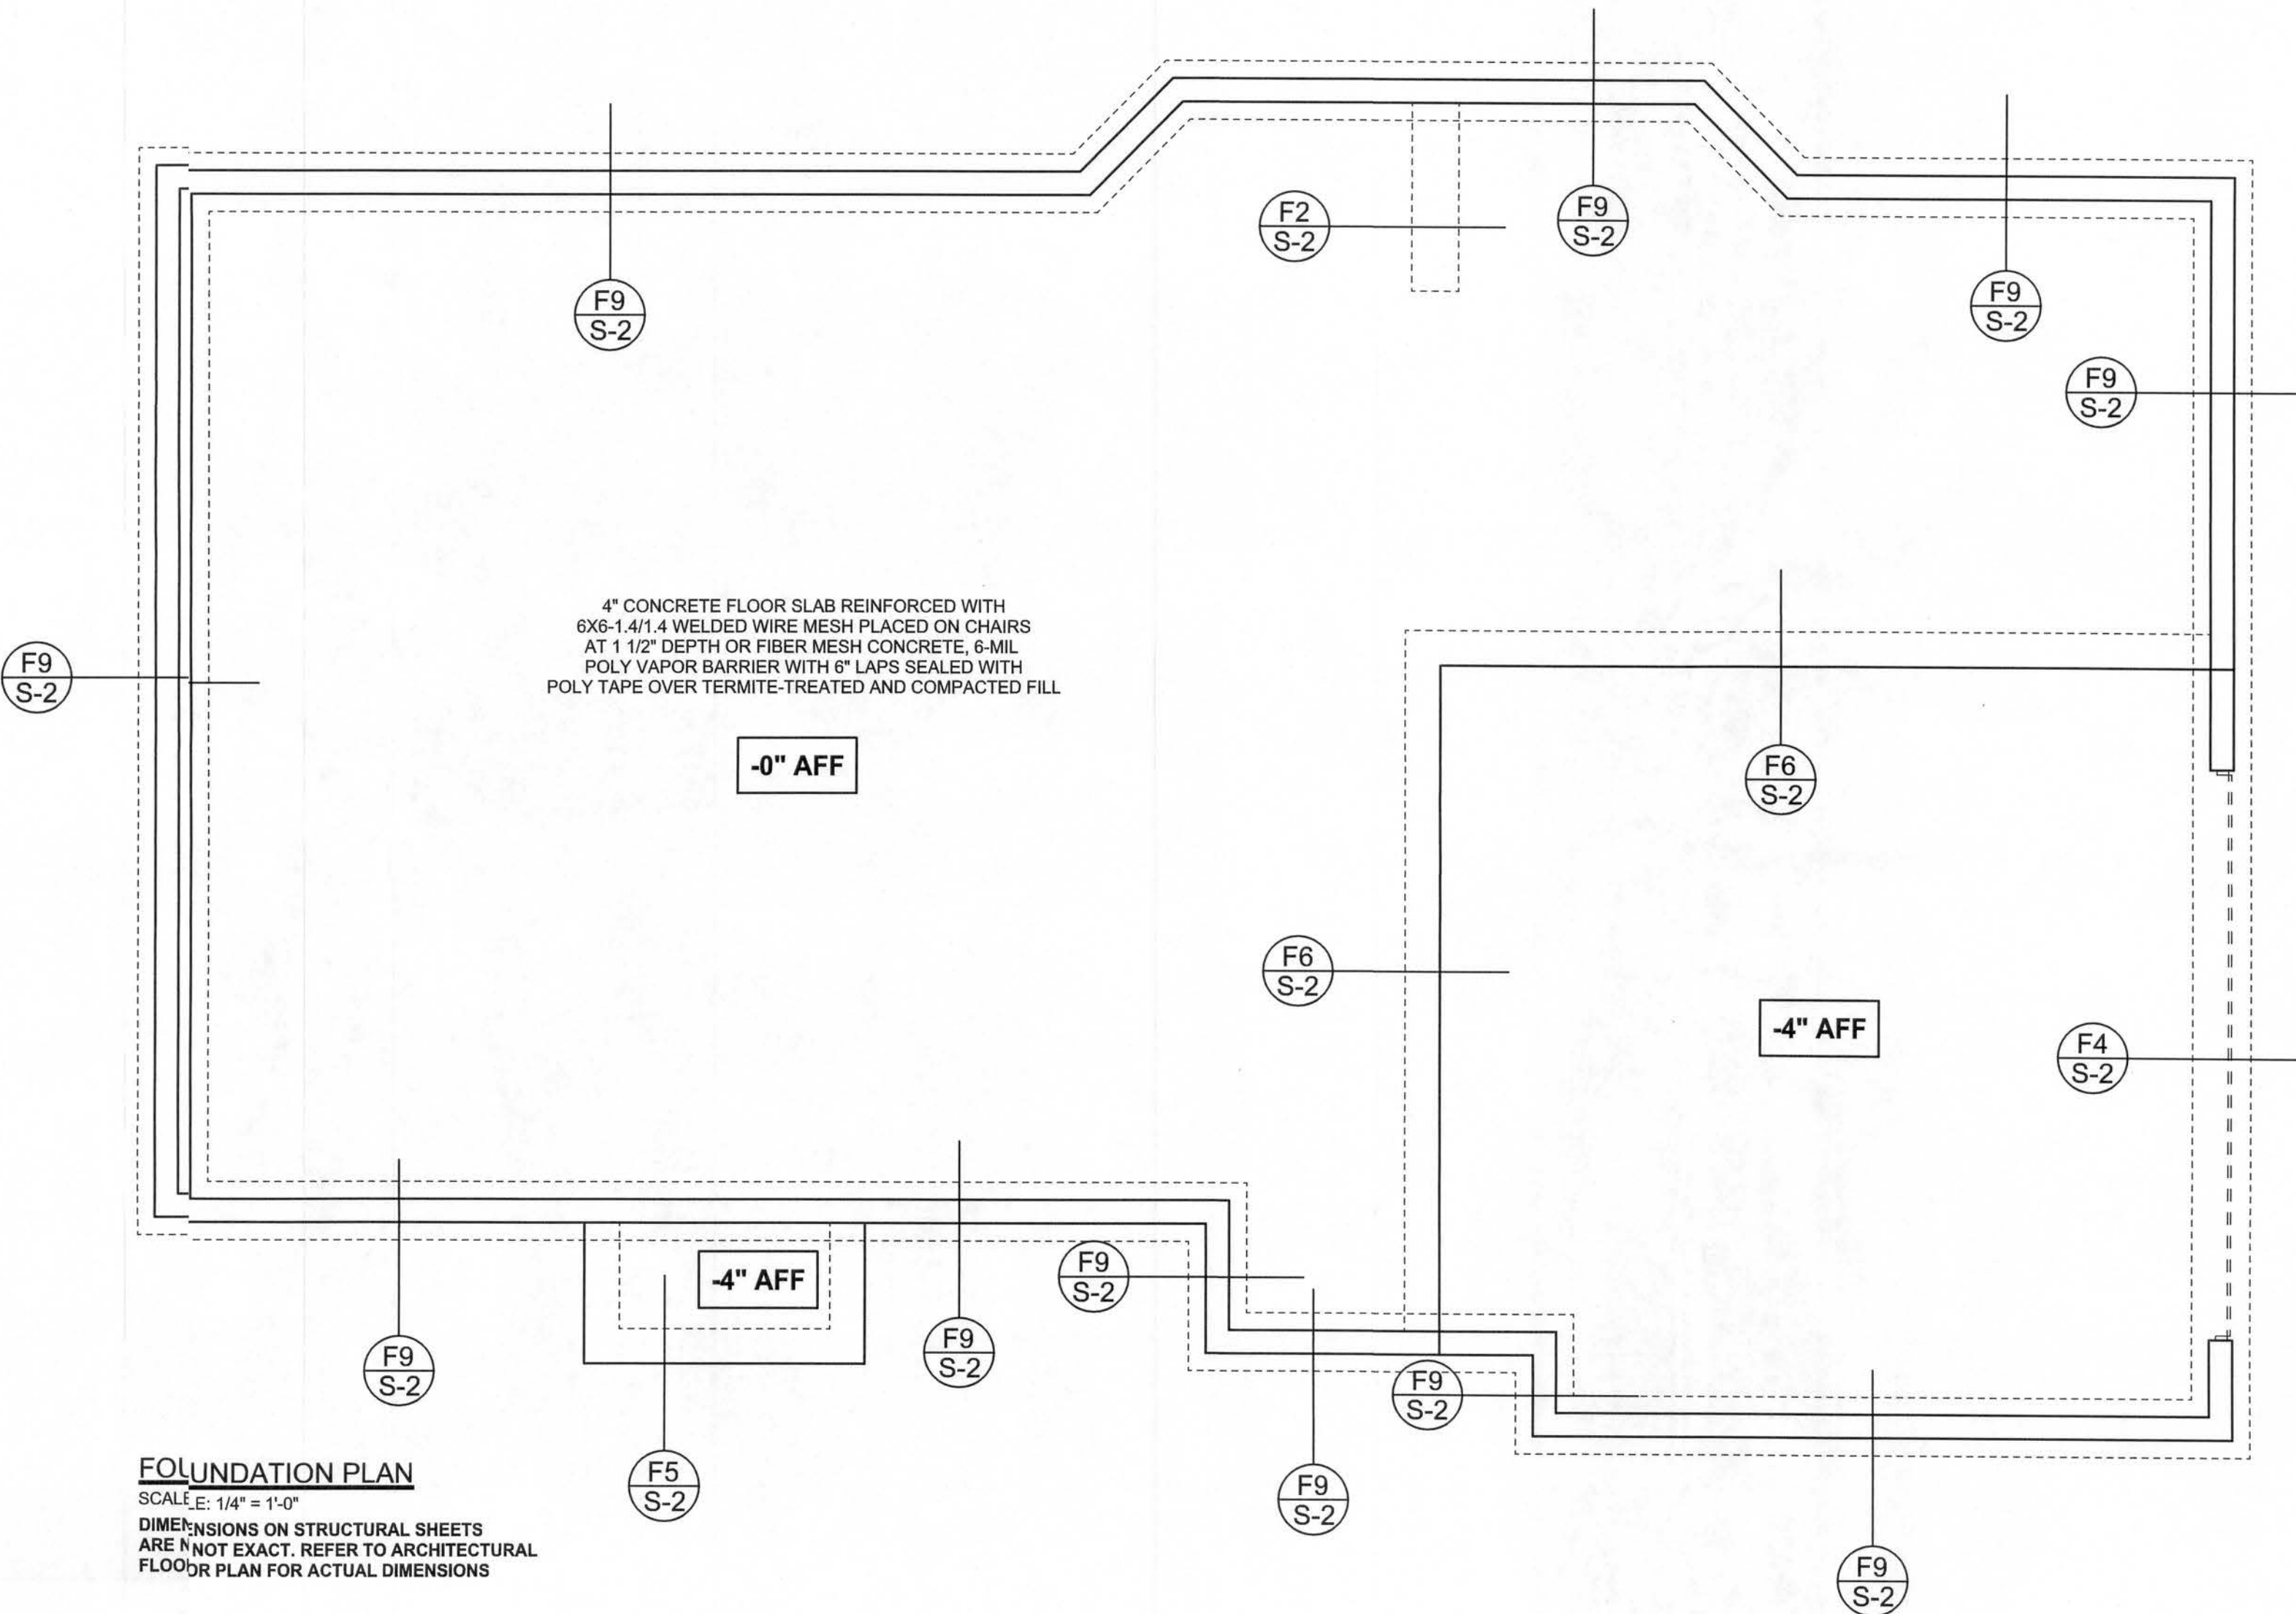 F2
S-2
F9
S-2
F9
S-2
F9
S-2
F9
S-2
4" CONCRETE FLOOR SLAB REINFORCED WITH
6X6-1.4/1.4 WELDED WIRE MESH PLACED ON CHAIRS
AT 1 1/2" DEPTH OR FIBER MESH CONCRETE, 6-MIL
POLY VAPOR BARRIER WITH 6" LAPS SEALED WITH
POLY TAPE OVER TERMITE-TREATED AND COMPACTED FILL
F9
S-2
-0" AFF
F6
S-2
F6
S-2
-4" AFF
F4
S-2
-4" AFF
F9
S-2
F9
S-2
F9
S-2
F9
S-2
F5
S-2
F9
S-2
F9
S-2
FOUNDATION PLAN
SCALE: 1/4" = 1'-0"
DIMENSIONS ON STRUCTURAL SHEETS
ARE NOT EXACT. REFER TO ARCHITECTURAL
FLOOR PLAN FOR ACTUAL DIMENSIONS